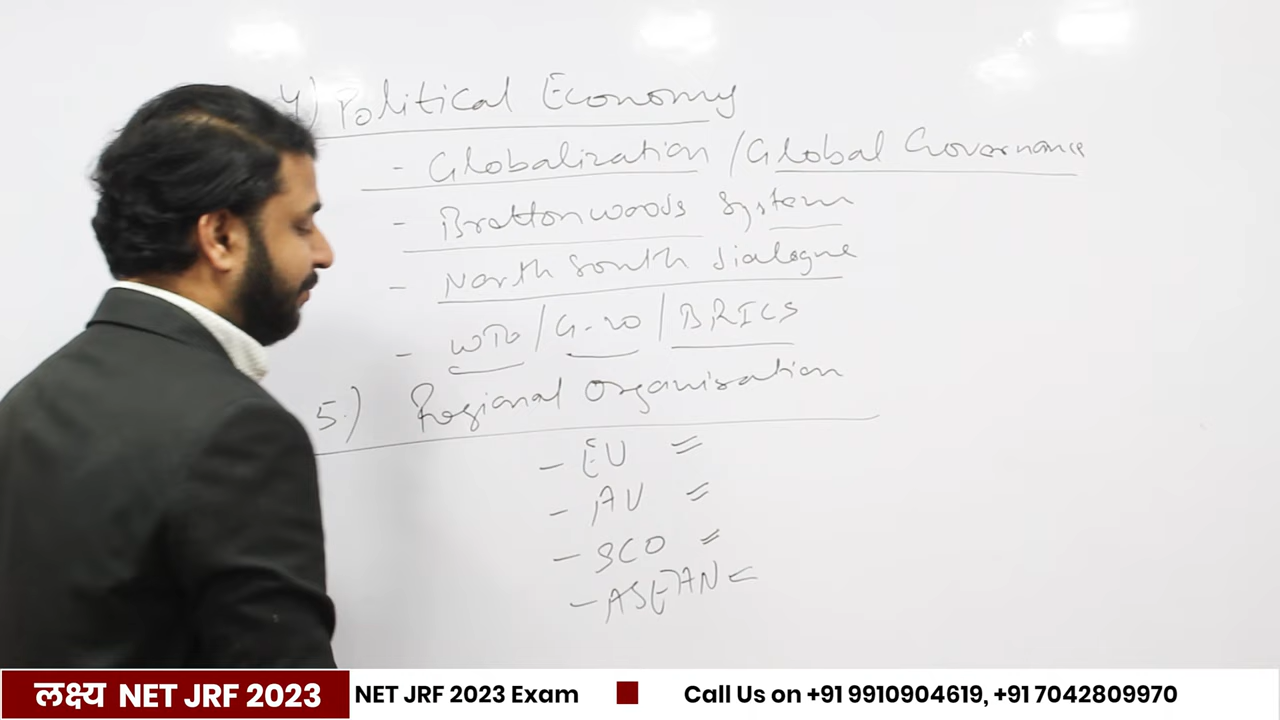 4) Political Economy
- Globalization / Global Governance
- Brettonwoods System
- North South Dialogue
- WTO / G-20 / BRICS
5.) Regional Organisation
- EU =
- AU =
- SCO =
- ASEAN =
लक्ष्य NET JRF 2023
NET JRF 2023 Exam
Call Us on +91 9910904619, +91 7042809970